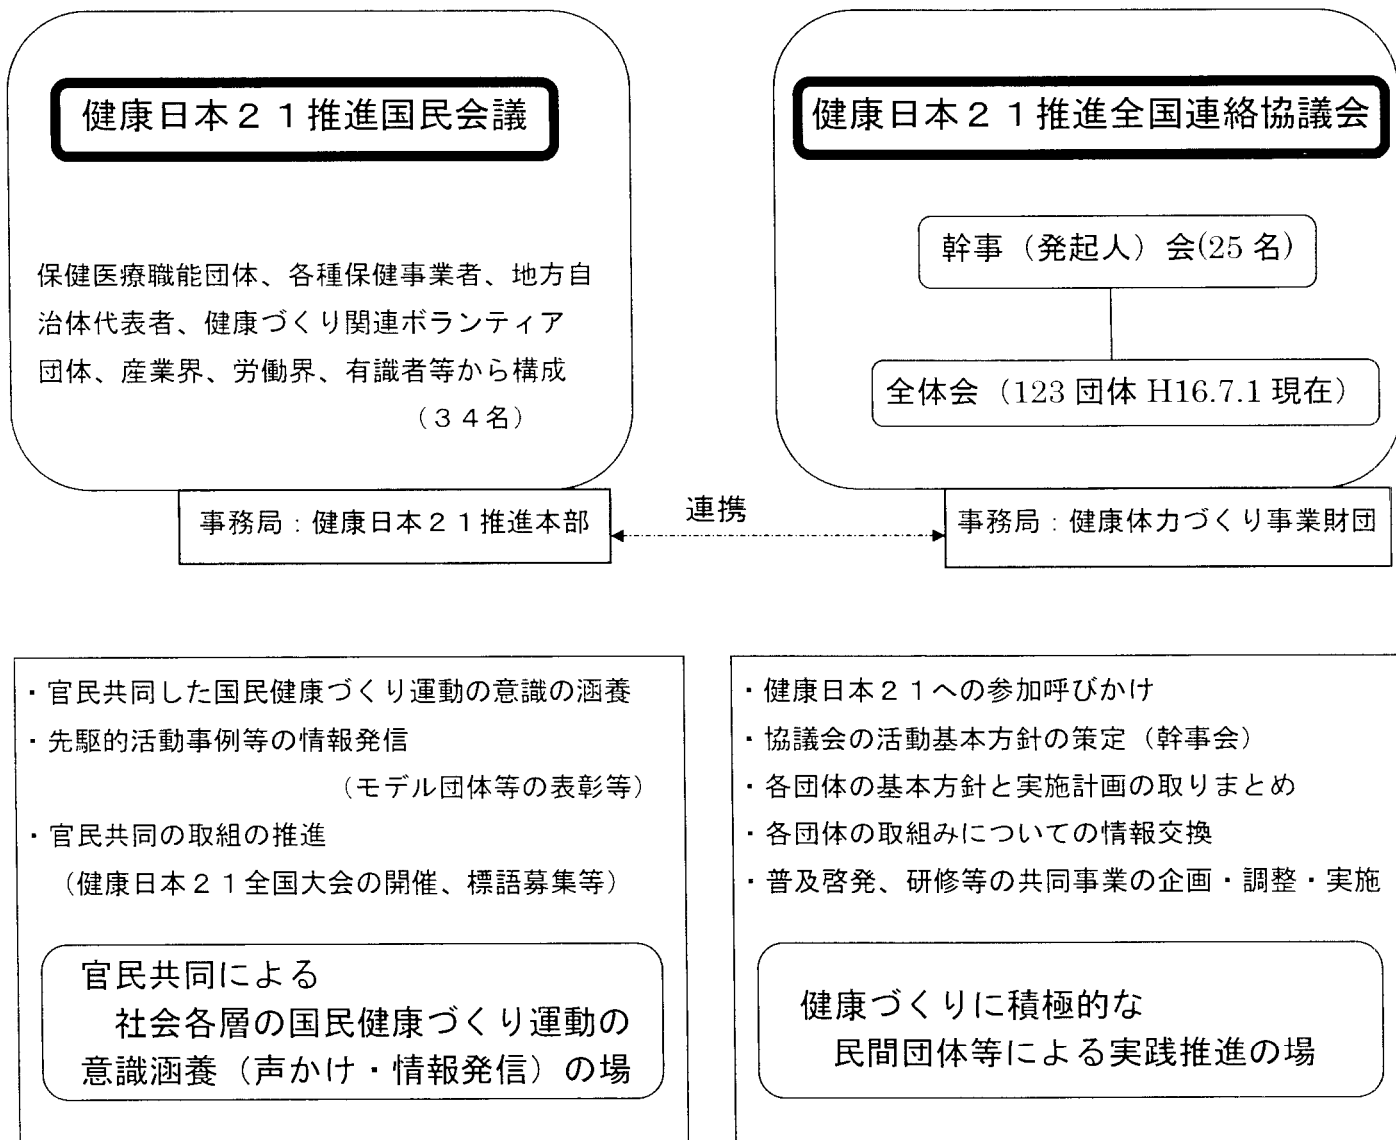 健康日本２１推進国民会議
保健医療職能団体、各種保健事業者、地方自
治体代表者、健康づくり関連ボランティア
団体、産業界、労働界、有識者等から構成
（３４名）
事務局：健康日本２１推進本部
連携
健康日本２１推進全国連絡協議会
幹事（発起人）会(25 名)
全体会（123 団体 H16.7.1 現在）
事務局：健康体力づくり事業財団
・官民共同した国民健康づくり運動の意識の涵養
・先駆的活動事例等の情報発信
（モデル団体等の表彰等）
・官民共同の取組の推進
（健康日本２１全国大会の開催、標語募集等）
官民共同による
社会各層の国民健康づくり運動の
意識涵養（声かけ・情報発信）の場
・健康日本２１への参加呼びかけ
・協議会の活動基本方針の策定（幹事会）
・各団体の基本方針と実施計画の取りまとめ
・各団体の取組みについての情報交換
・普及啓発、研修等の共同事業の企画・調整・実施
健康づくりに積極的な
民間団体等による実践推進の場